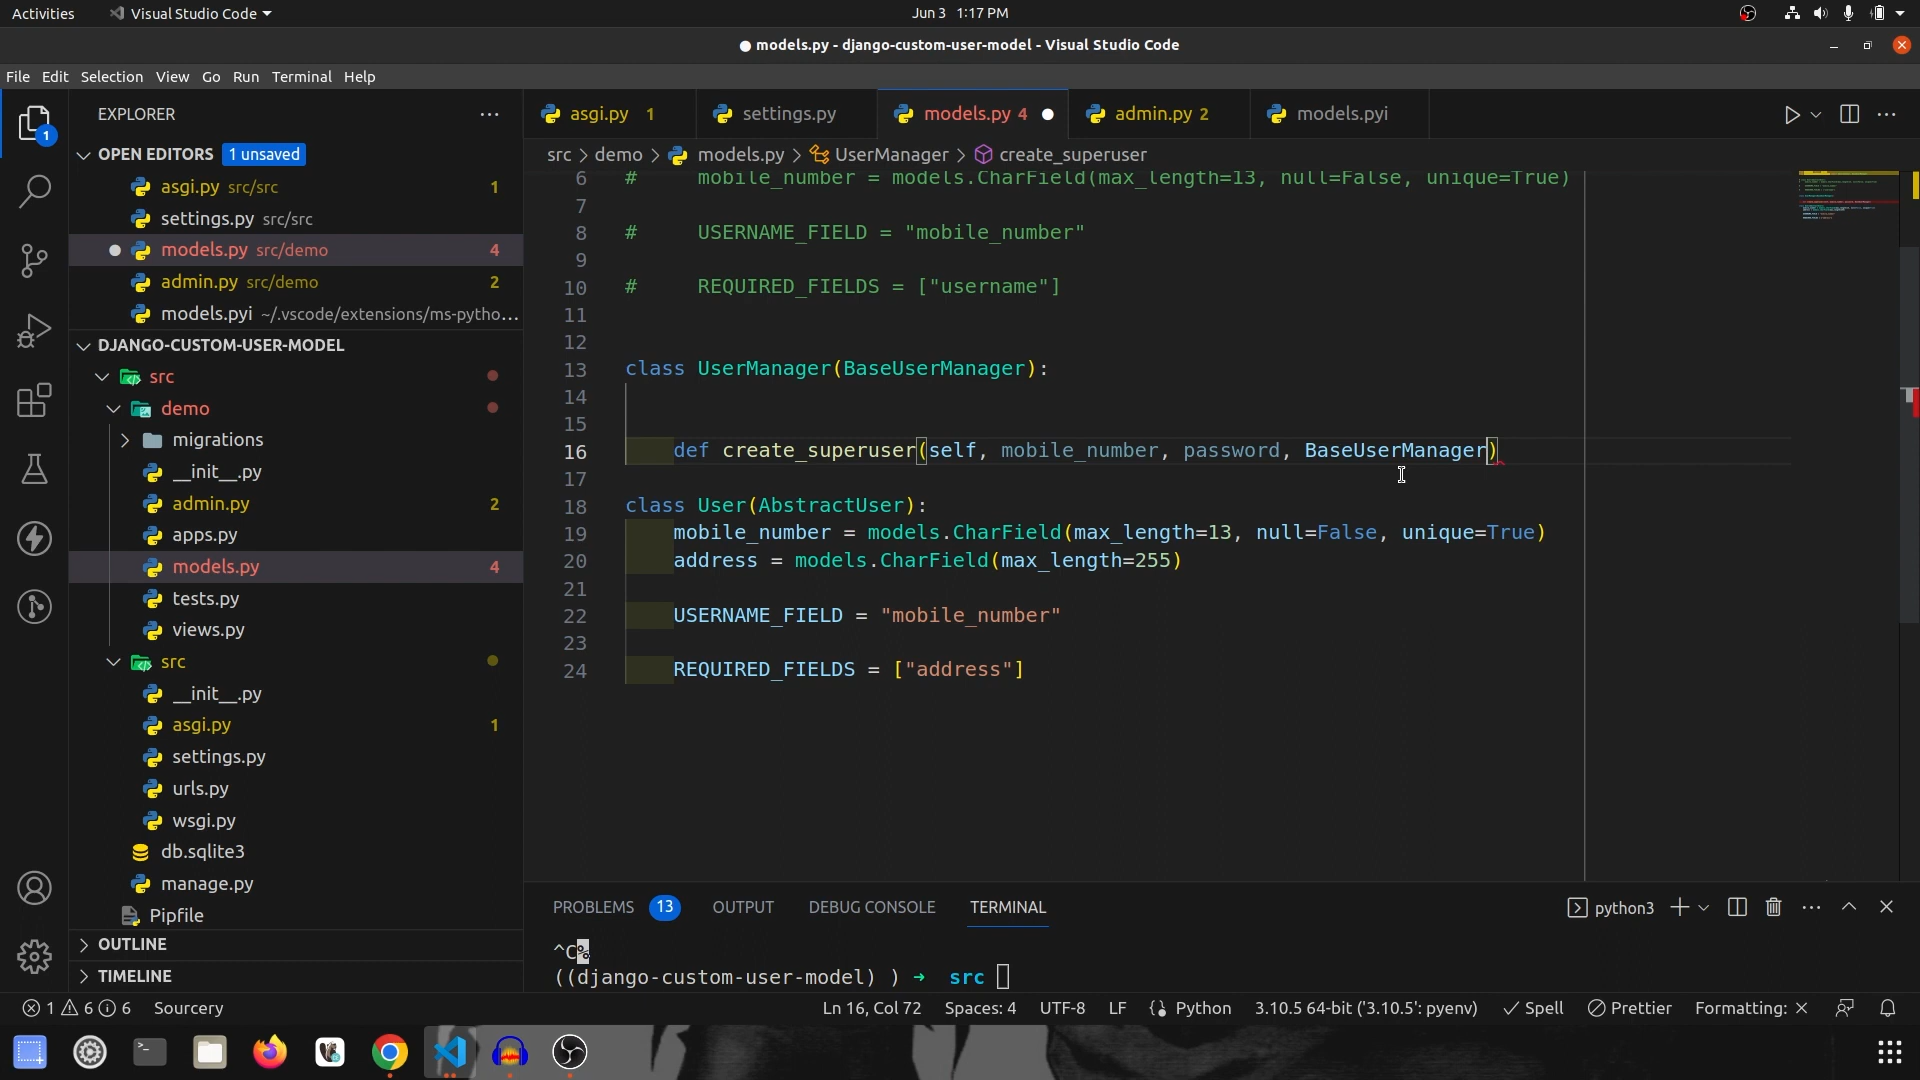 Activities
Visual Studio Code
Jun 3 1:17 PM
● models.py - django-custom-user-model - Visual Studio Code
File Edit Selection View Go Run Terminal Help
EXPLORER
OPEN EDITORS 1 unsaved
asgi.py src/src 1
settings.py src/src
models.py src/demo 4
admin.py src/demo 2
models.pyi ~/.vscode/extensions/ms-pytho...
DJANGO-CUSTOM-USER-MODEL
src
demo
migrations
__init__.py
admin.py 2
apps.py
models.py 4
tests.py
views.py
src
__init__.py
asgi.py 1
settings.py
urls.py
wsgi.py
db.sqlite3
manage.py
Pipfile
OUTLINE
TIMELINE
1
asgi.py 1
settings.py
models.py 4
admin.py 2
models.pyi
src > demo > models.py > UserManager > create_superuser
6 # mobile_number = models.CharField(max_length=13, null=False, unique=True)
7
8 # USERNAME_FIELD = "mobile_number"
9
10 # REQUIRED_FIELDS = ["username"]
11
12
13 class UserManager(BaseUserManager):
14
15
16 def create_superuser(self, mobile_number, password, BaseUserManager)
17
18 class User(AbstractUser):
19 mobile_number = models.CharField(max_length=13, null=False, unique=True)
20 address = models.CharField(max_length=255)
21
22 USERNAME_FIELD = "mobile_number"
23
24 REQUIRED_FIELDS = ["address"]
PROBLEMS 13 OUTPUT DEBUG CONSOLE TERMINAL
python3
^C%
((django-custom-user-model) ) → src
1 6 6 Sourcery
Ln 16, Col 72 Spaces: 4 UTF-8 LF Python 3.10.5 64-bit ('3.10.5': pyenv) Spell Prettier Formatting: ×